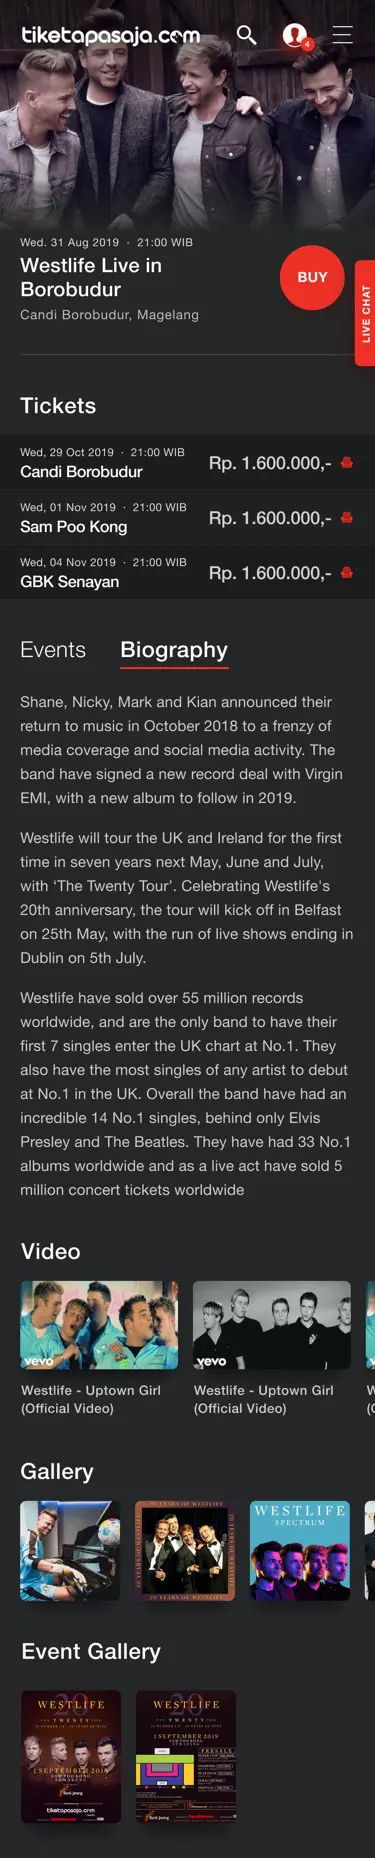 tiketapasaja.com
4
Wed. 31 Aug 2019 · 21:00 WIB
Westlife Live in
Borobudur
Candi Borobudur, Magelang
BUY
LIVE CHAT
Tickets
Wed, 29 Oct 2019 · 21:00 WIB
Candi Borobudur
Rp. 1.600.000,-
Wed, 01 Nov 2019 · 21:00 WIB
Sam Poo Kong
Rp. 1.600.000,-
Wed, 04 Nov 2019 · 21:00 WIB
GBK Senayan
Rp. 1.600.000,-
Events
Biography
Shane, Nicky, Mark and Kian announced their
return to music in October 2018 to a frenzy of
media coverage and social media activity. The
band have signed a new record deal with Virgin
EMI, with a new album to follow in 2019.
Westlife will tour the UK and Ireland for the first
time in seven years next May, June and July,
with ‘The Twenty Tour’. Celebrating Westlife's
20th anniversary, the tour will kick off in Belfast
on 25th May, with the run of live shows ending in
Dublin on 5th July.
Westlife have sold over 55 million records
worldwide, and are the only band to have their
first 7 singles enter the UK chart at No.1. They
also have the most singles of any artist to debut
at No.1 in the UK. Overall the band have had an
incredible 14 No.1 singles, behind only Elvis
Presley and The Beatles. They have had 33 No.1
albums worldwide and as a live act have sold 5
million concert tickets worldwide
Video
vevo
vevo
Westlife - Uptown Girl
(Official Video)
Westlife - Uptown Girl
(Official Video)
Gallery
20 YEARS OF WESTLIFE
WESTLIFE
SPECTRUM
Event Gallery
WESTLIFE
20
THE TWENTY TOUR
1 SEPTEMBER 2019
SAM POO KONG
SEMARANG
Bank Jateng
tiketapasaja.com
WESTLIFE
20
THE TWENTY TOUR
1 SEPTEMBER 2019
SAM POO KONG
SEMARANG
PRESALE
Bank Jateng